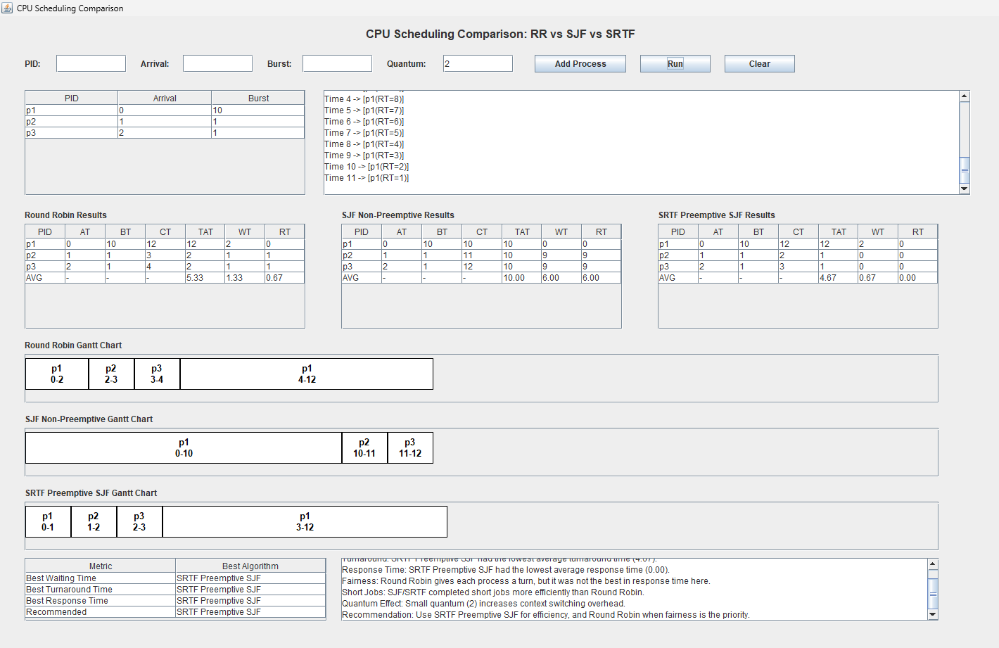 CPU Scheduling Comparison
CPU Scheduling Comparison: RR vs SJF vs SRTF
PID: Arrival: Burst: Quantum: 2 Add Process Run Clear
PID Arrival Burst
p1 0 10
p2 1 1
p3 2 1
Time 4 -> [p1(RT=8)]
Time 5 -> [p1(RT=7)]
Time 6 -> [p1(RT=6)]
Time 7 -> [p1(RT=5)]
Time 8 -> [p1(RT=4)]
Time 9 -> [p1(RT=3)]
Time 10 -> [p1(RT=2)]
Time 11 -> [p1(RT=1)]
Round Robin Results
PID AT BT CT TAT WT RT
p1 0 10 12 12 2 0
p2 1 1 3 2 1 1
p3 2 1 4 2 1 1
AVG - - - 5.33 1.33 0.67
SJF Non-Preemptive Results
PID AT BT CT TAT WT RT
p1 0 10 10 10 0 0
p2 1 1 11 10 9 9
p3 2 1 12 10 9 9
AVG - - - 10.00 6.00 6.00
SRTF Preemptive SJF Results
PID AT BT CT TAT WT RT
p1 0 10 12 12 2 0
p2 1 1 2 1 0 0
p3 2 1 3 1 0 0
AVG - - - 4.67 0.67 0.00
Round Robin Gantt Chart
p1 p2 p3 p1
0-2 2-3 3-4 4-12
SJF Non-Preemptive Gantt Chart
p1 p2 p3
0-10 10-11 11-12
SRTF Preemptive SJF Gantt Chart
p1 p2 p3 p1
0-1 1-2 2-3 3-12
Metric Best Algorithm
Best Waiting Time SRTF Preemptive SJF
Best Turnaround Time SRTF Preemptive SJF
Best Response Time SRTF Preemptive SJF
Recommended SRTF Preemptive SJF
Turnaround: SRTF Preemptive SJF had the lowest average turnaround time (4.67).
Response Time: SRTF Preemptive SJF had the lowest average response time (0.00).
Fairness: Round Robin gives each process a turn, but it was not the best in response time here.
Short Jobs: SJF/SRTF completed short jobs more efficiently than Round Robin.
Quantum Effect: Small quantum (2) increases context switching overhead.
Recommendation: Use SRTF Preemptive SJF for efficiency, and Round Robin when fairness is the priority.